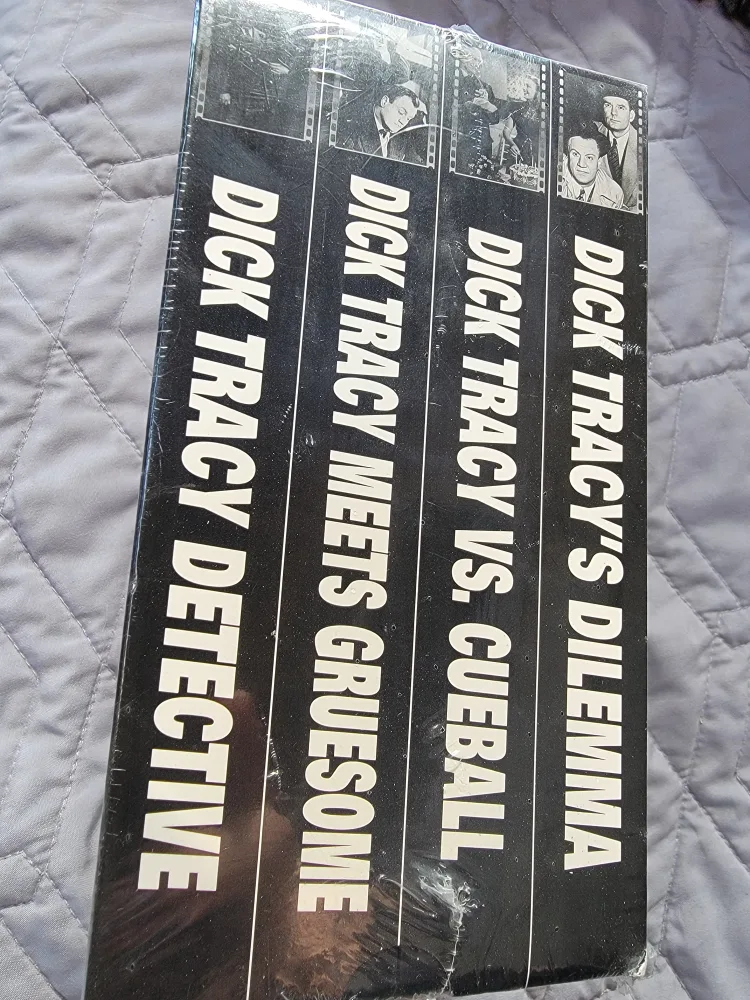 DICK TRACY'S DILEMMA
DICK TRACY VS. CUEBALL
DICK TRACY MEETS GRUESOME
DICK TRACY DETECTIVE